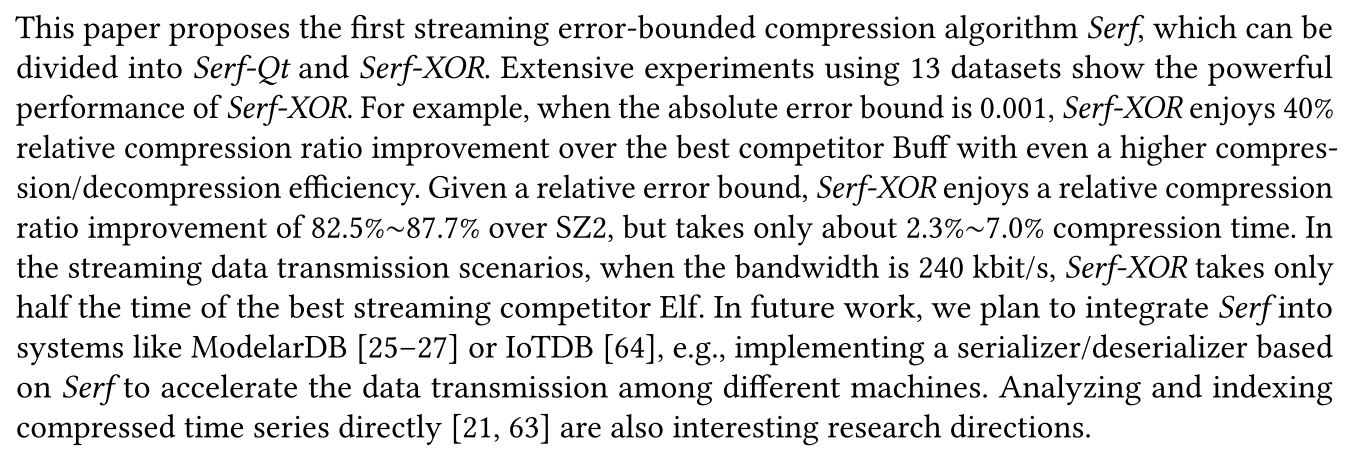 This paper proposes the first streaming error-bounded compression algorithm Serf, which can be
divided into Serf-Qt and Serf-XOR. Extensive experiments using 13 datasets show the powerful
performance of Serf-XOR. For example, when the absolute error bound is 0.001, Serf-XOR enjoys 40%
relative compression ratio improvement over the best competitor Buff with even a higher compres-
sion/decompression efficiency. Given a relative error bound, Serf-XOR enjoys a relative compression
ratio improvement of 82.5%~87.7% over SZ2, but takes only about 2.3%~7.0% compression time. In
the streaming data transmission scenarios, when the bandwidth is 240 kbit/s, Serf-XOR takes only
half the time of the best streaming competitor Elf. In future work, we plan to integrate Serf into
systems like ModelarDB [25–27] or IoTDB [64], e.g., implementing a serializer/deserializer based
on Serf to accelerate the data transmission among different machines. Analyzing and indexing
compressed time series directly [21, 63] are also interesting research directions.